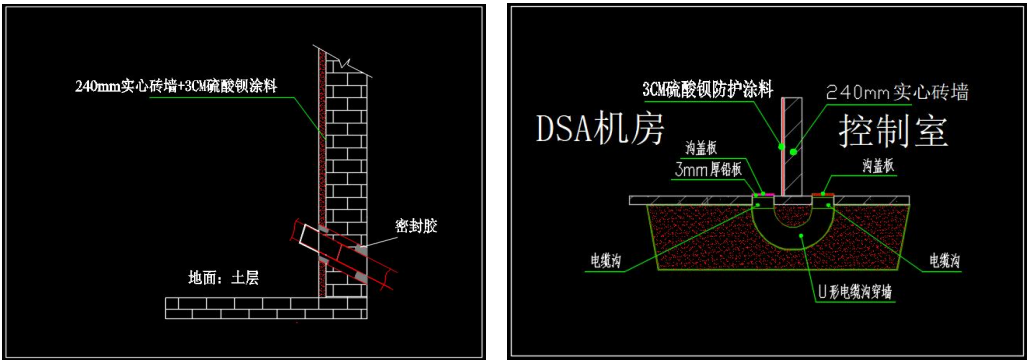 240mm实心砖墙+3CM硫酸钡涂料
密封胶
地面：土层
3CM硫酸钡防护涂料
240mm实心砖墙
DSA机房
控制室
沟盖板
沟盖板
3mm厚铅板
电缆沟
电缆沟
U形电缆沟穿墙